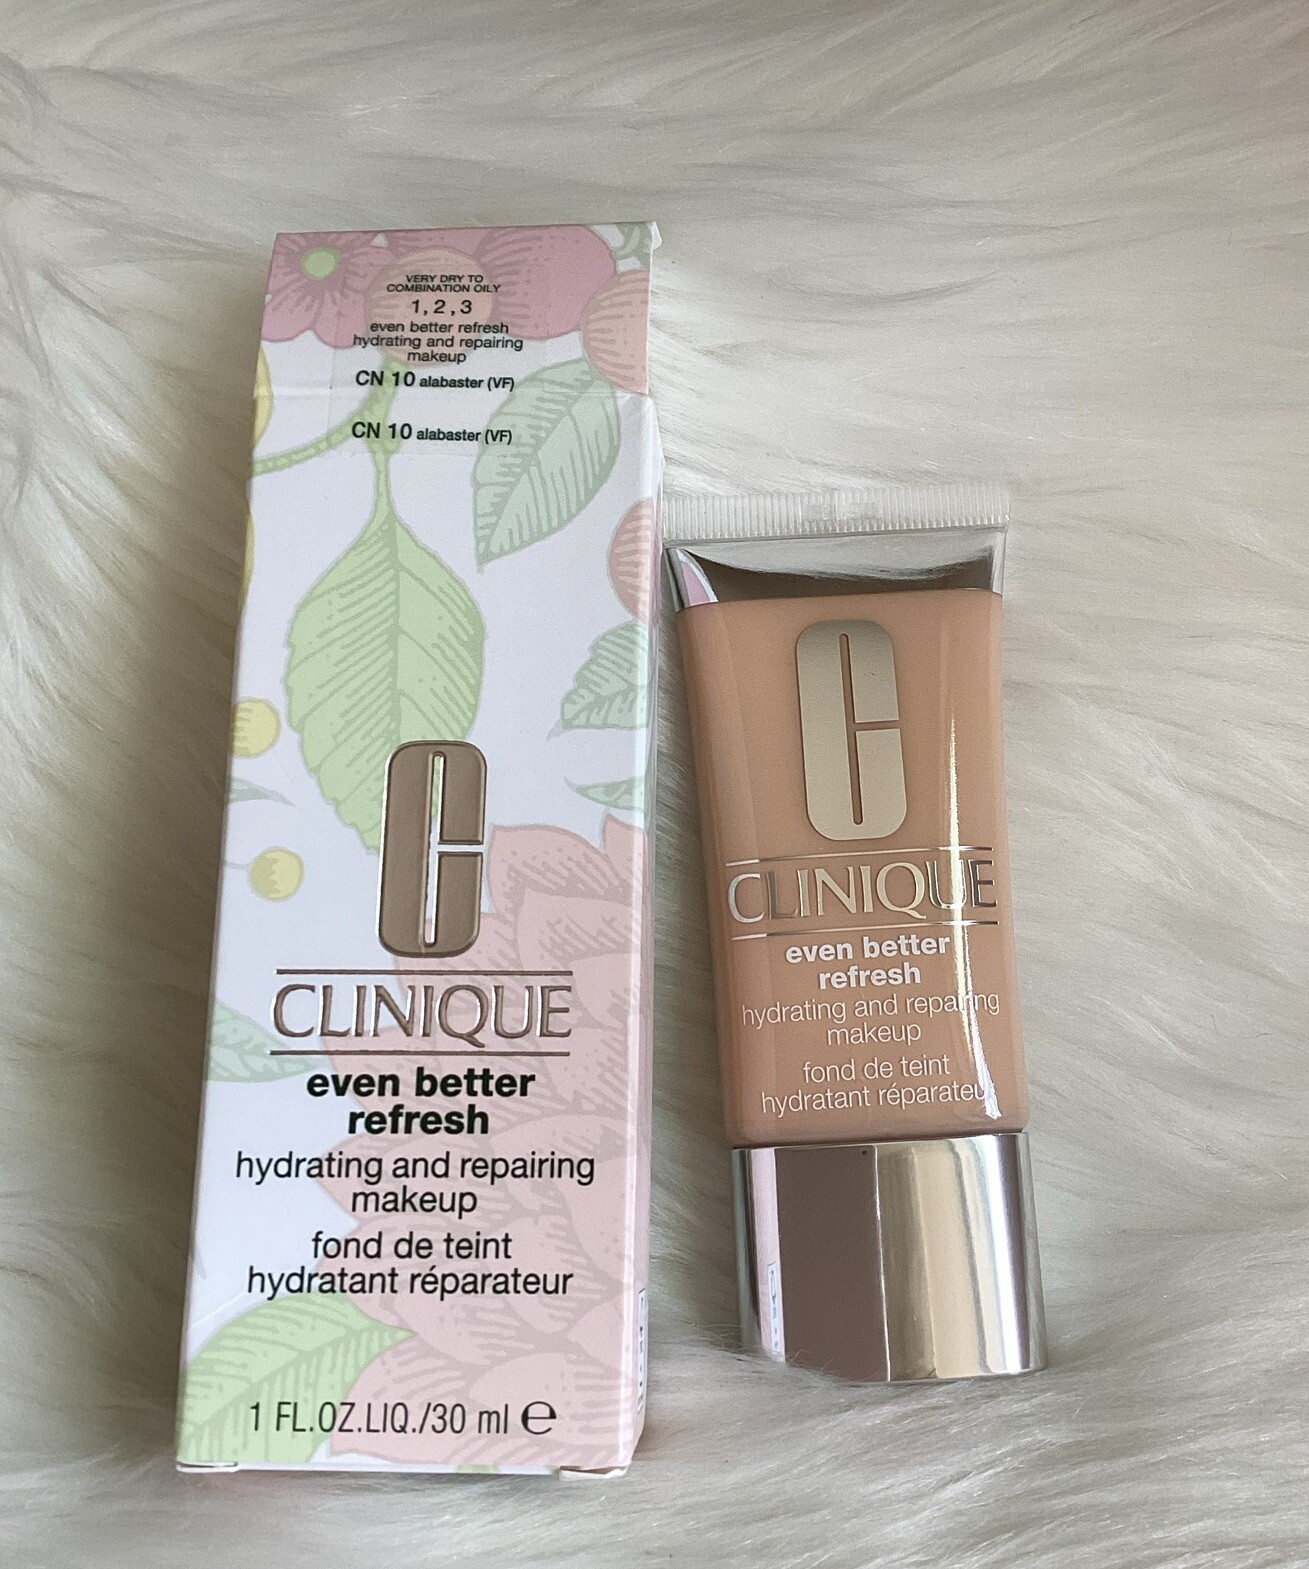 VERY DRY TO
COMBINATION OILY
1, 2, 3
even better refresh
hydrating and repairing
makeup
CN 10 alabaster (VF)
CN 10 alabaster (VF)
C
CLINIQUE
even better
refresh
hydrating and repairing
makeup
fond de teint
hydratant réparateur
1 FL.OZ.LIQ./30 ml ℮
C
CLINIQUE
even better
refresh
hydrating and repairing
makeup
fond de teint
hydratant réparateur